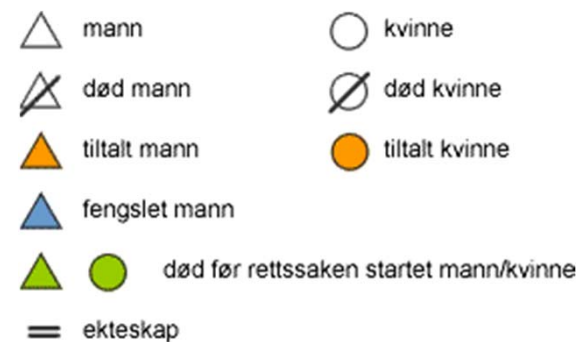 mann kvinne
død mann død kvinne
tiltalt mann tiltalt kvinne
fengslet mann
død før rettssaken startet mann/kvinne
ekteskap